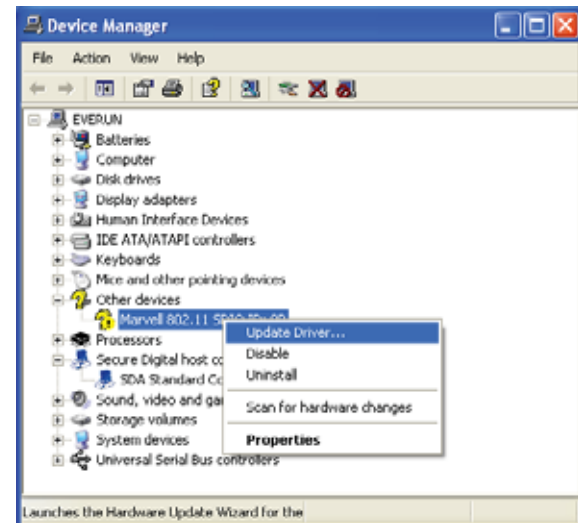 Device Manager
File Action View Help
EVERUN
Batteries
Computer
Disk drives
Display adapters
Human Interface Devices
IDE ATA/ATAPI controllers
Keyboards
Mice and other pointing devices
Other devices
Marvell 802.11
Update Driver...
Processors
Disable
Secure Digital host co
Uninstall
SDA Standard Co
Sound, video and ga
Scan for hardware changes
Storage volumes
System devices
Properties
Universal Serial Bus controllers
Launches the Hardware Update Wizard for the